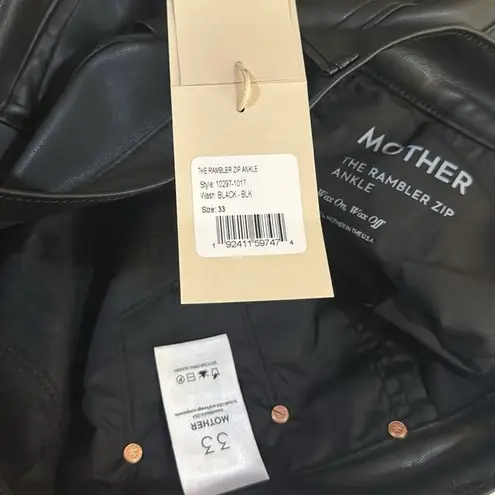 THE RAMBLER ZIP ANKLE
Style: 10297-1017
Wash: BLACK - BLK
Size: 33
1 92411 59747 4
MOTHER
THE RAMBLER ZIP
ANKLE
Wax On, Wax Off
MOTHER IN THE U.S.A.
33
MOTHER